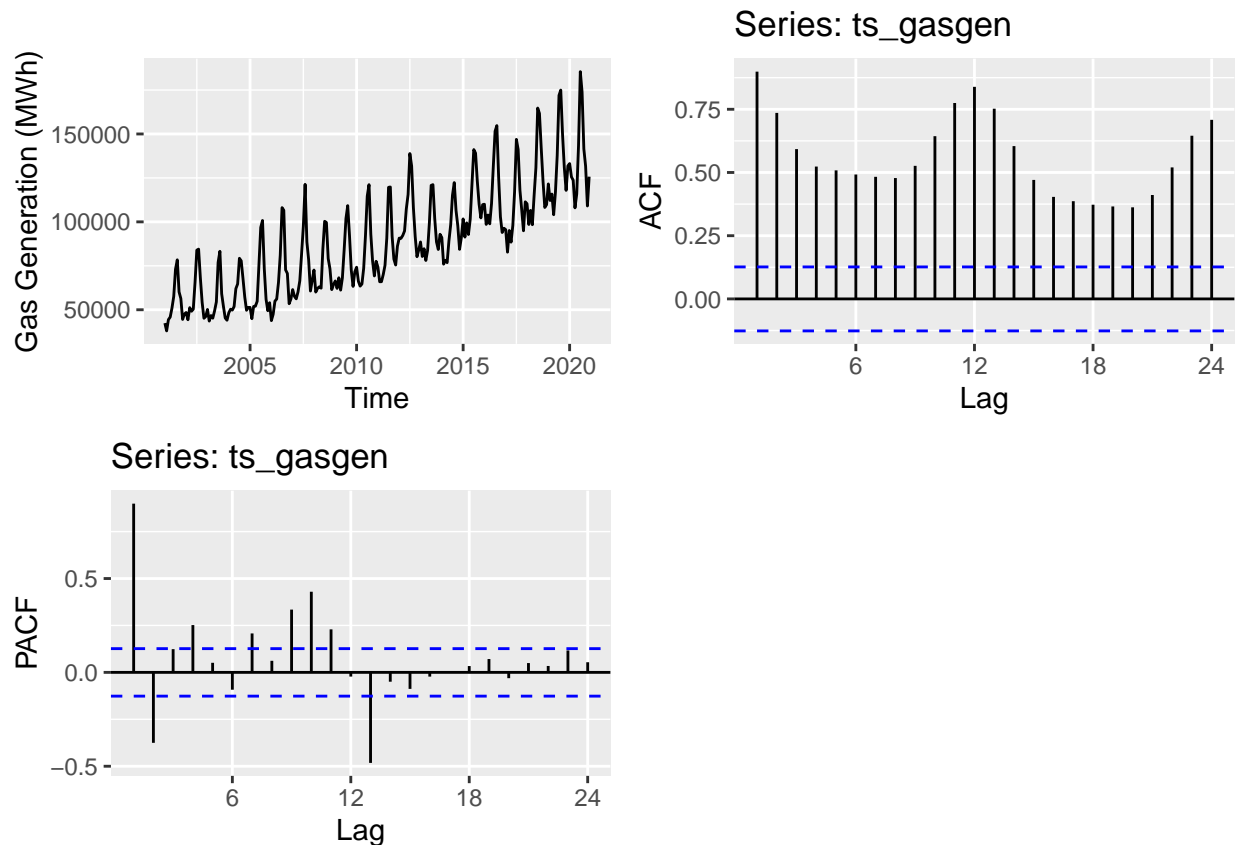 Gas Generation (MWh)
150000
100000
50000
2005 2010 2015 2020
Time
Series: ts_gasgen
ACF
0.75
0.50
0.25
0.00
6 12 18 24
Lag
Series: ts_gasgen
PACF
0.5
0.0
−0.5
6 12 18 24
Lag